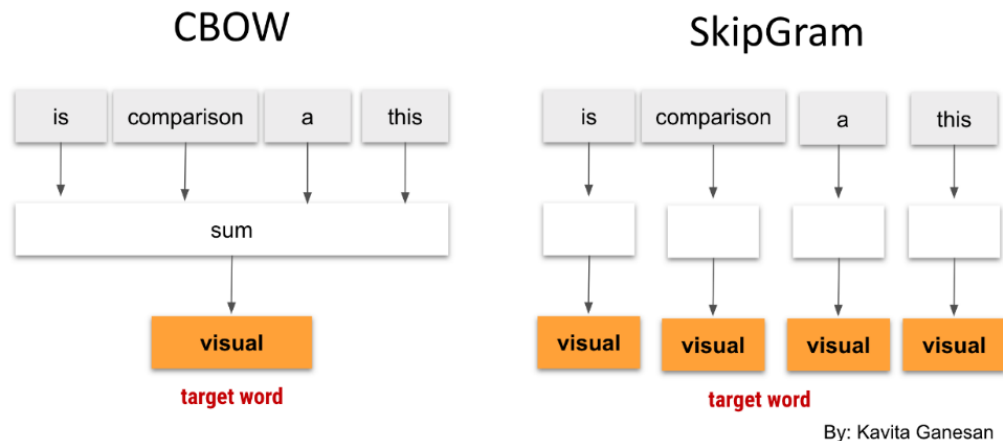 CBOW
SkipGram
is comparison a this
is comparison a this
sum
visual
visual visual visual visual
target word
target word
By: Kavita Ganesan